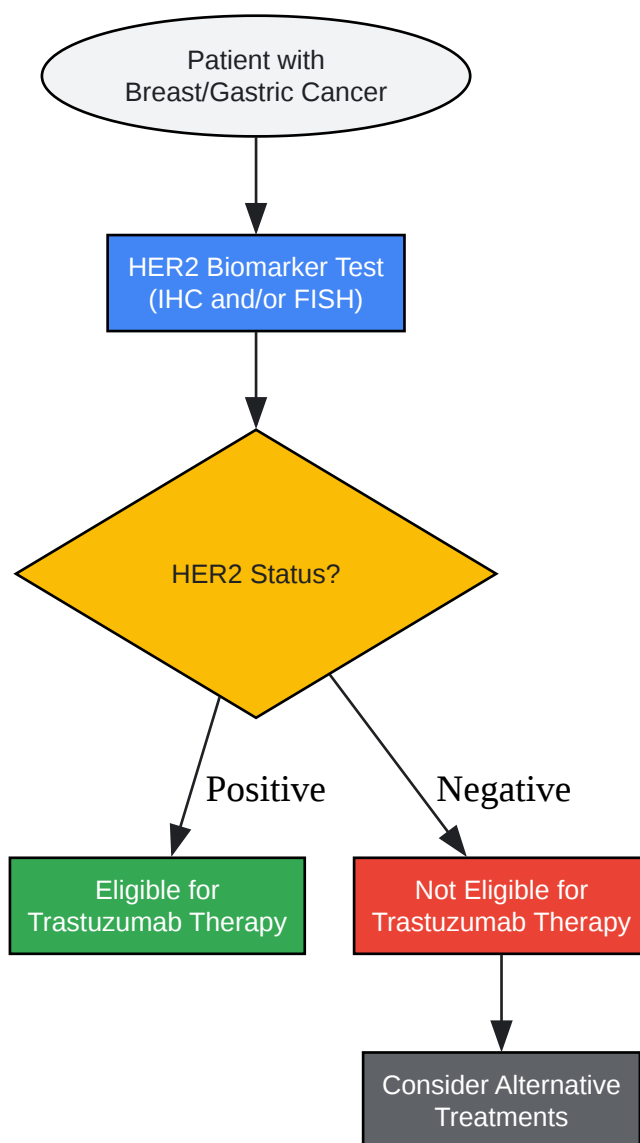 Patient with
Breast/Gastric Cancer
HER2 Biomarker Test
(IHC and/or FISH)
HER2 Status?
Positive
Negative
Eligible for
Trastuzumab Therapy
Not Eligible for
Trastuzumab Therapy
Consider Alternative
Treatments